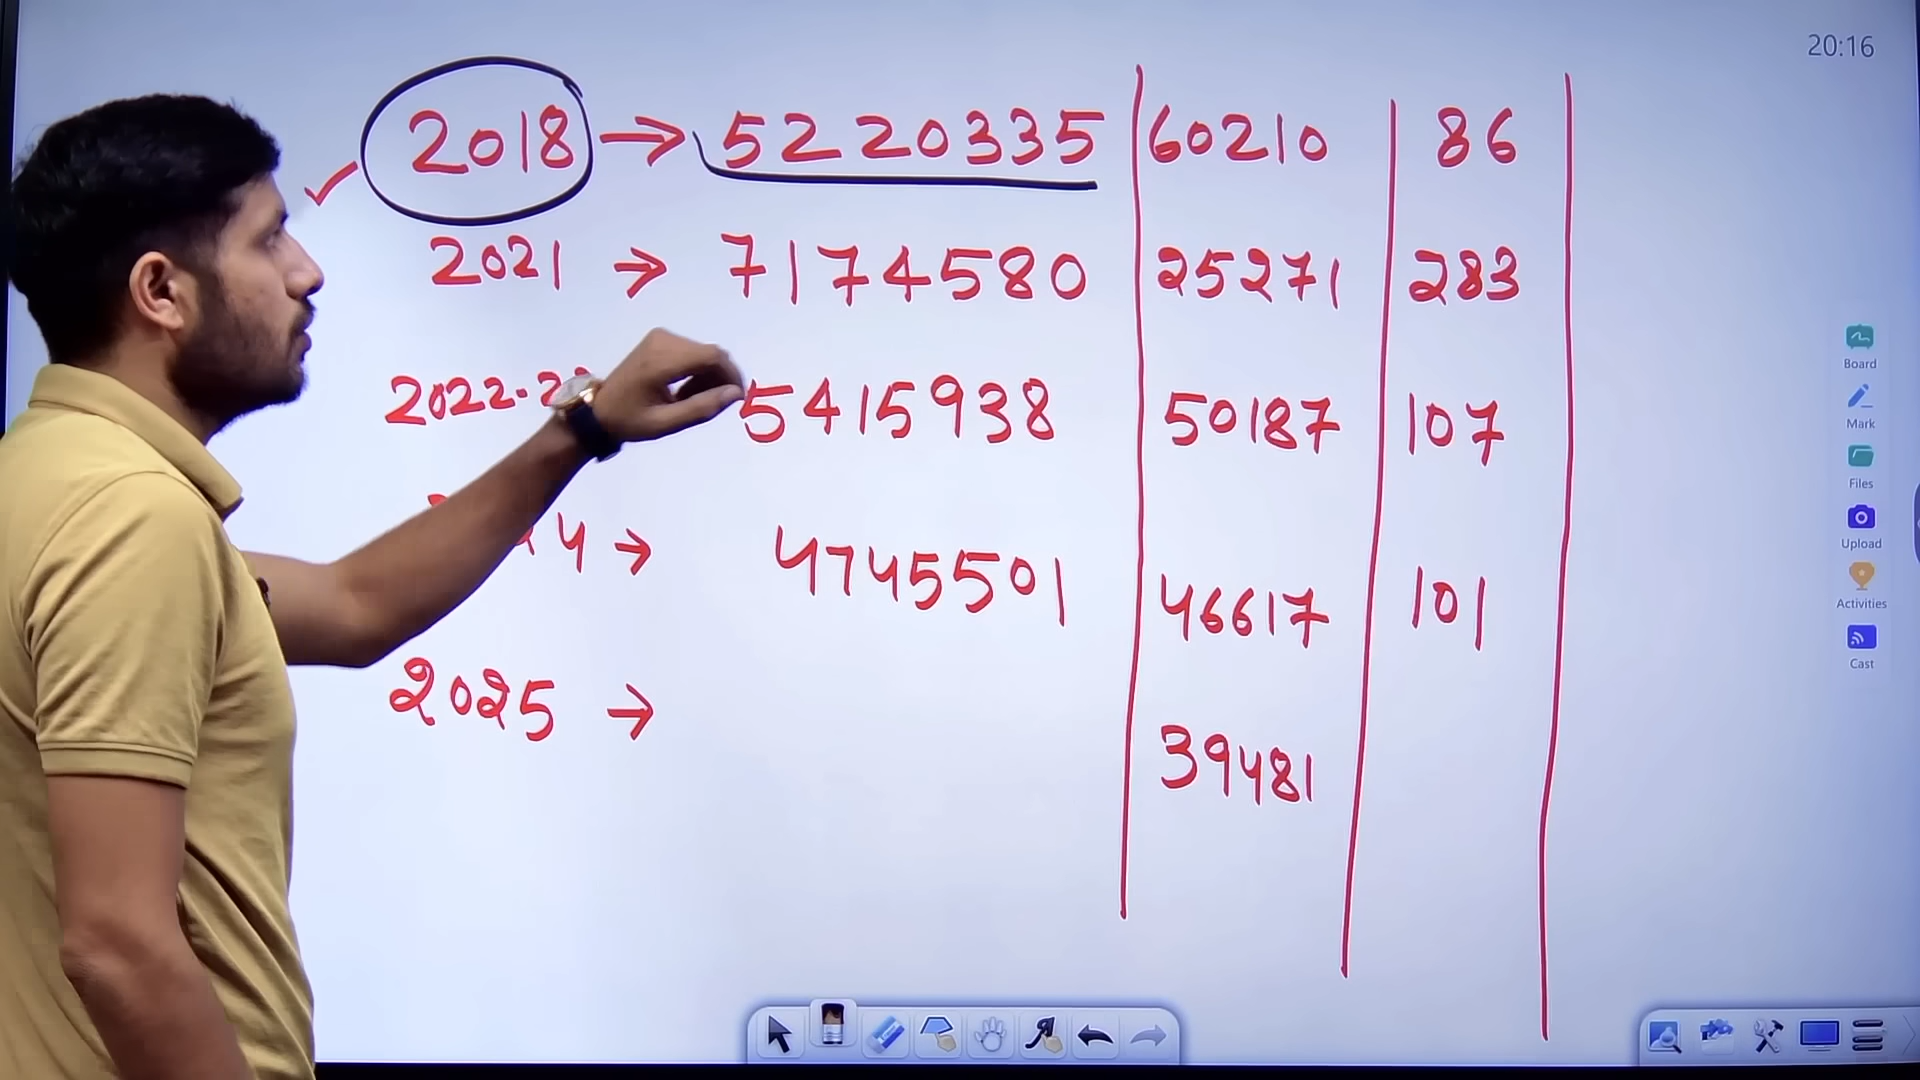 20:16
2018 → 5220335 60210 86
2021 → 7174580 25271 283
5415938 50187 107
→ 4745501 46617 101
2025 → 39481
Board
Mark
Files
Upload
Activities
Cast